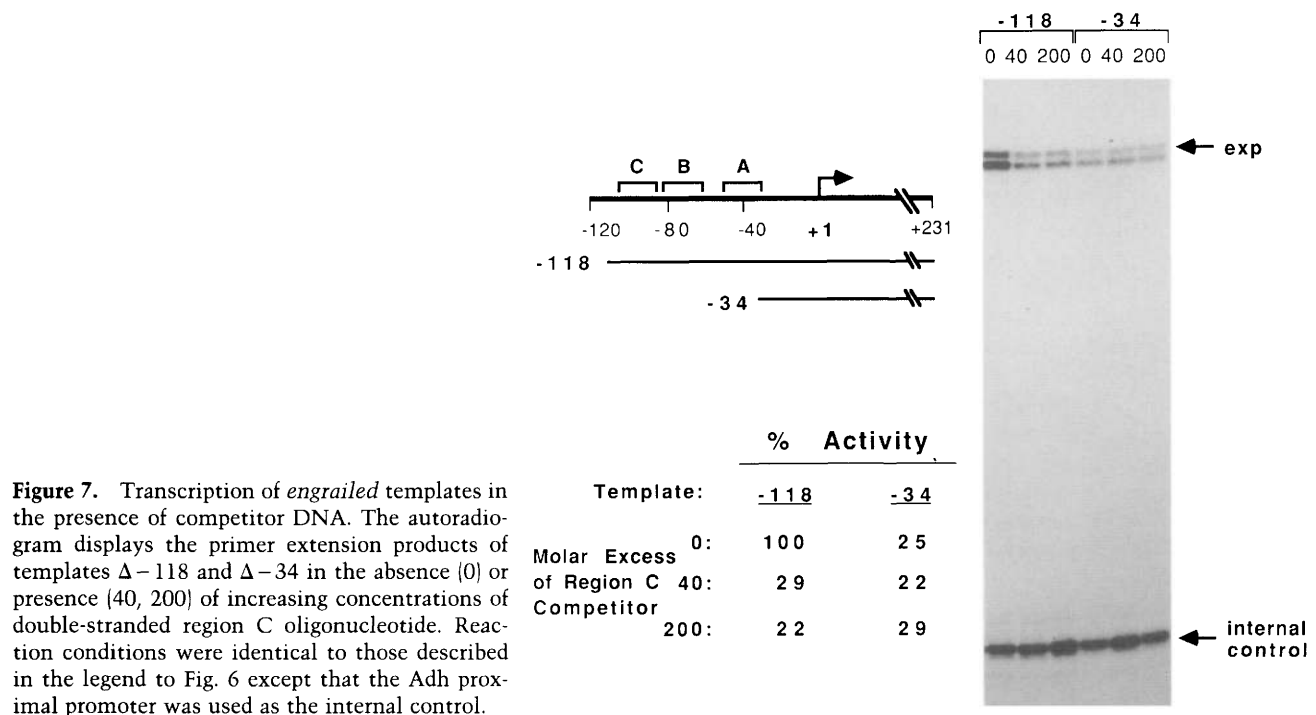 -118 -34
0 40 200 0 40 200
exp
C B A
-120 -80 -40 +1 +231
-118
-34
% Activity
Template: -118 -34
Molar Excess of Region C Competitor
0: 100 25
40: 29 22
200: 22 29
internal
control
Figure 7. Transcription of engrailed templates in
the presence of competitor DNA. The autoradio-
gram displays the primer extension products of
templates Δ−118 and Δ−34 in the absence (0) or
presence (40, 200) of increasing concentrations of
double-stranded region C oligonucleotide. Reac-
tion conditions were identical to those described
in the legend to Fig. 6 except that the Adh prox-
imal promoter was used as the internal control.